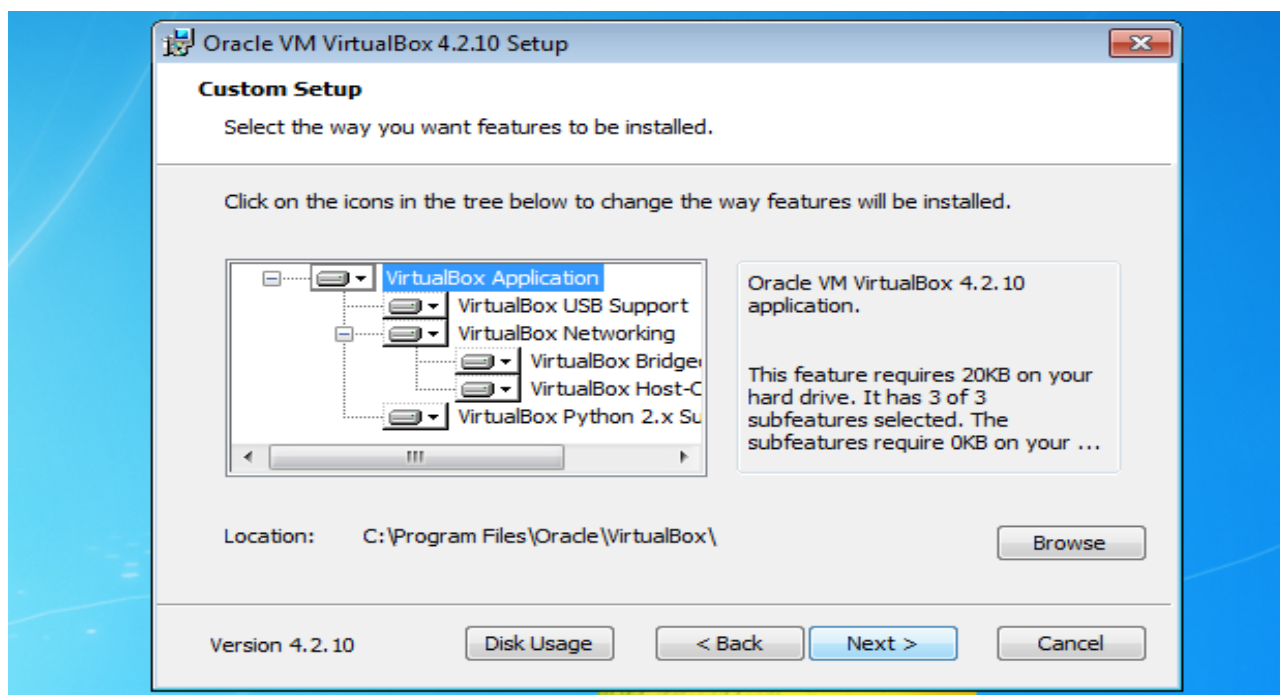 Oracle VM VirtualBox 4.2.10 Setup
Custom Setup
Select the way you want features to be installed.
Click on the icons in the tree below to change the way features will be installed.
VirtualBox Application
VirtualBox USB Support
VirtualBox Networking
VirtualBox Bridge
VirtualBox Host-C
VirtualBox Python 2.x Su
Oracle VM VirtualBox 4.2.10
application.
This feature requires 20KB on your
hard drive. It has 3 of 3
subfeatures selected. The
subfeatures require 0KB on your ...
Location: C:\Program Files\Oracle\VirtualBox\
Browse
Version 4.2.10
Disk Usage
< Back
Next >
Cancel